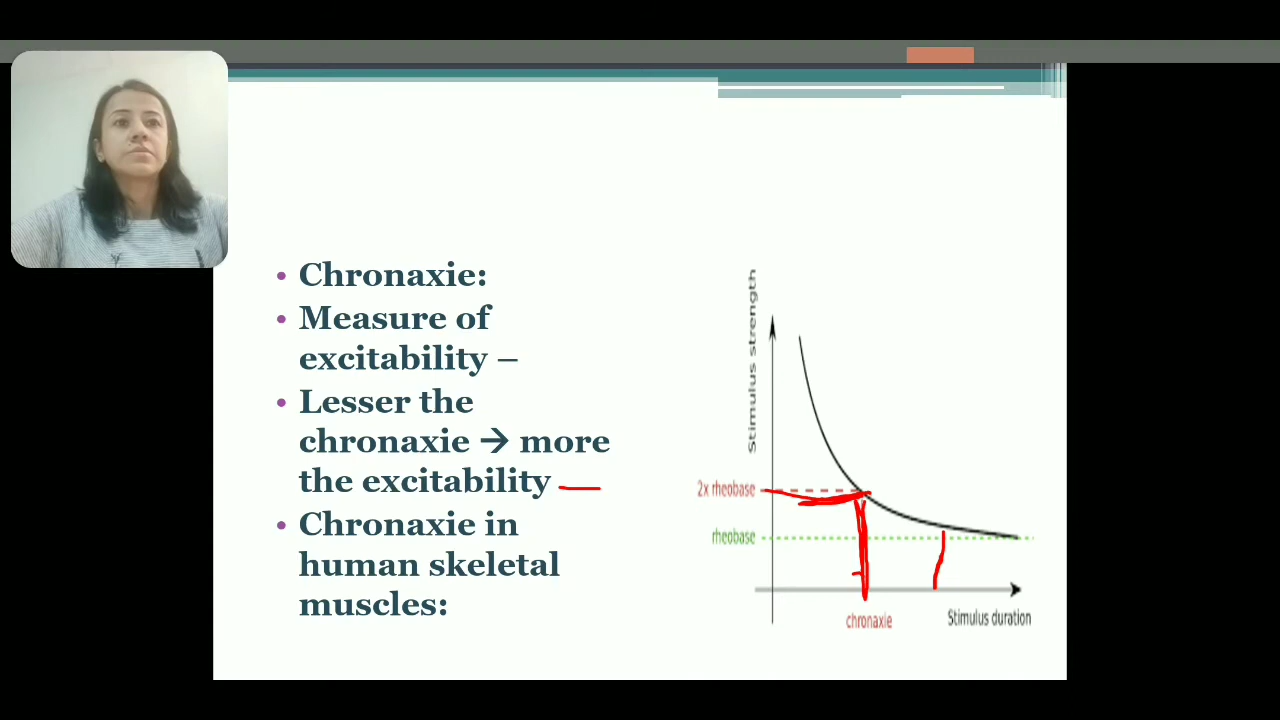 • Chronaxie:
• Measure of
excitability –
• Lesser the
chronaxie → more
the excitability
• Chronaxie in
human skeletal
muscles:
Stimulus strength
2x rheobase
rheobase
chronaxie
Stimulus duration